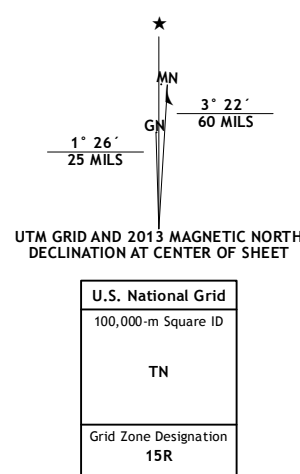 MN
GN
3° 22´
60 MILS
1° 26´
25 MILS
UTM GRID AND 2013 MAGNETIC NORTH
DECLINATION AT CENTER OF SHEET
U.S. National Grid
100,000-m Square ID
TN
Grid Zone Designation
15R